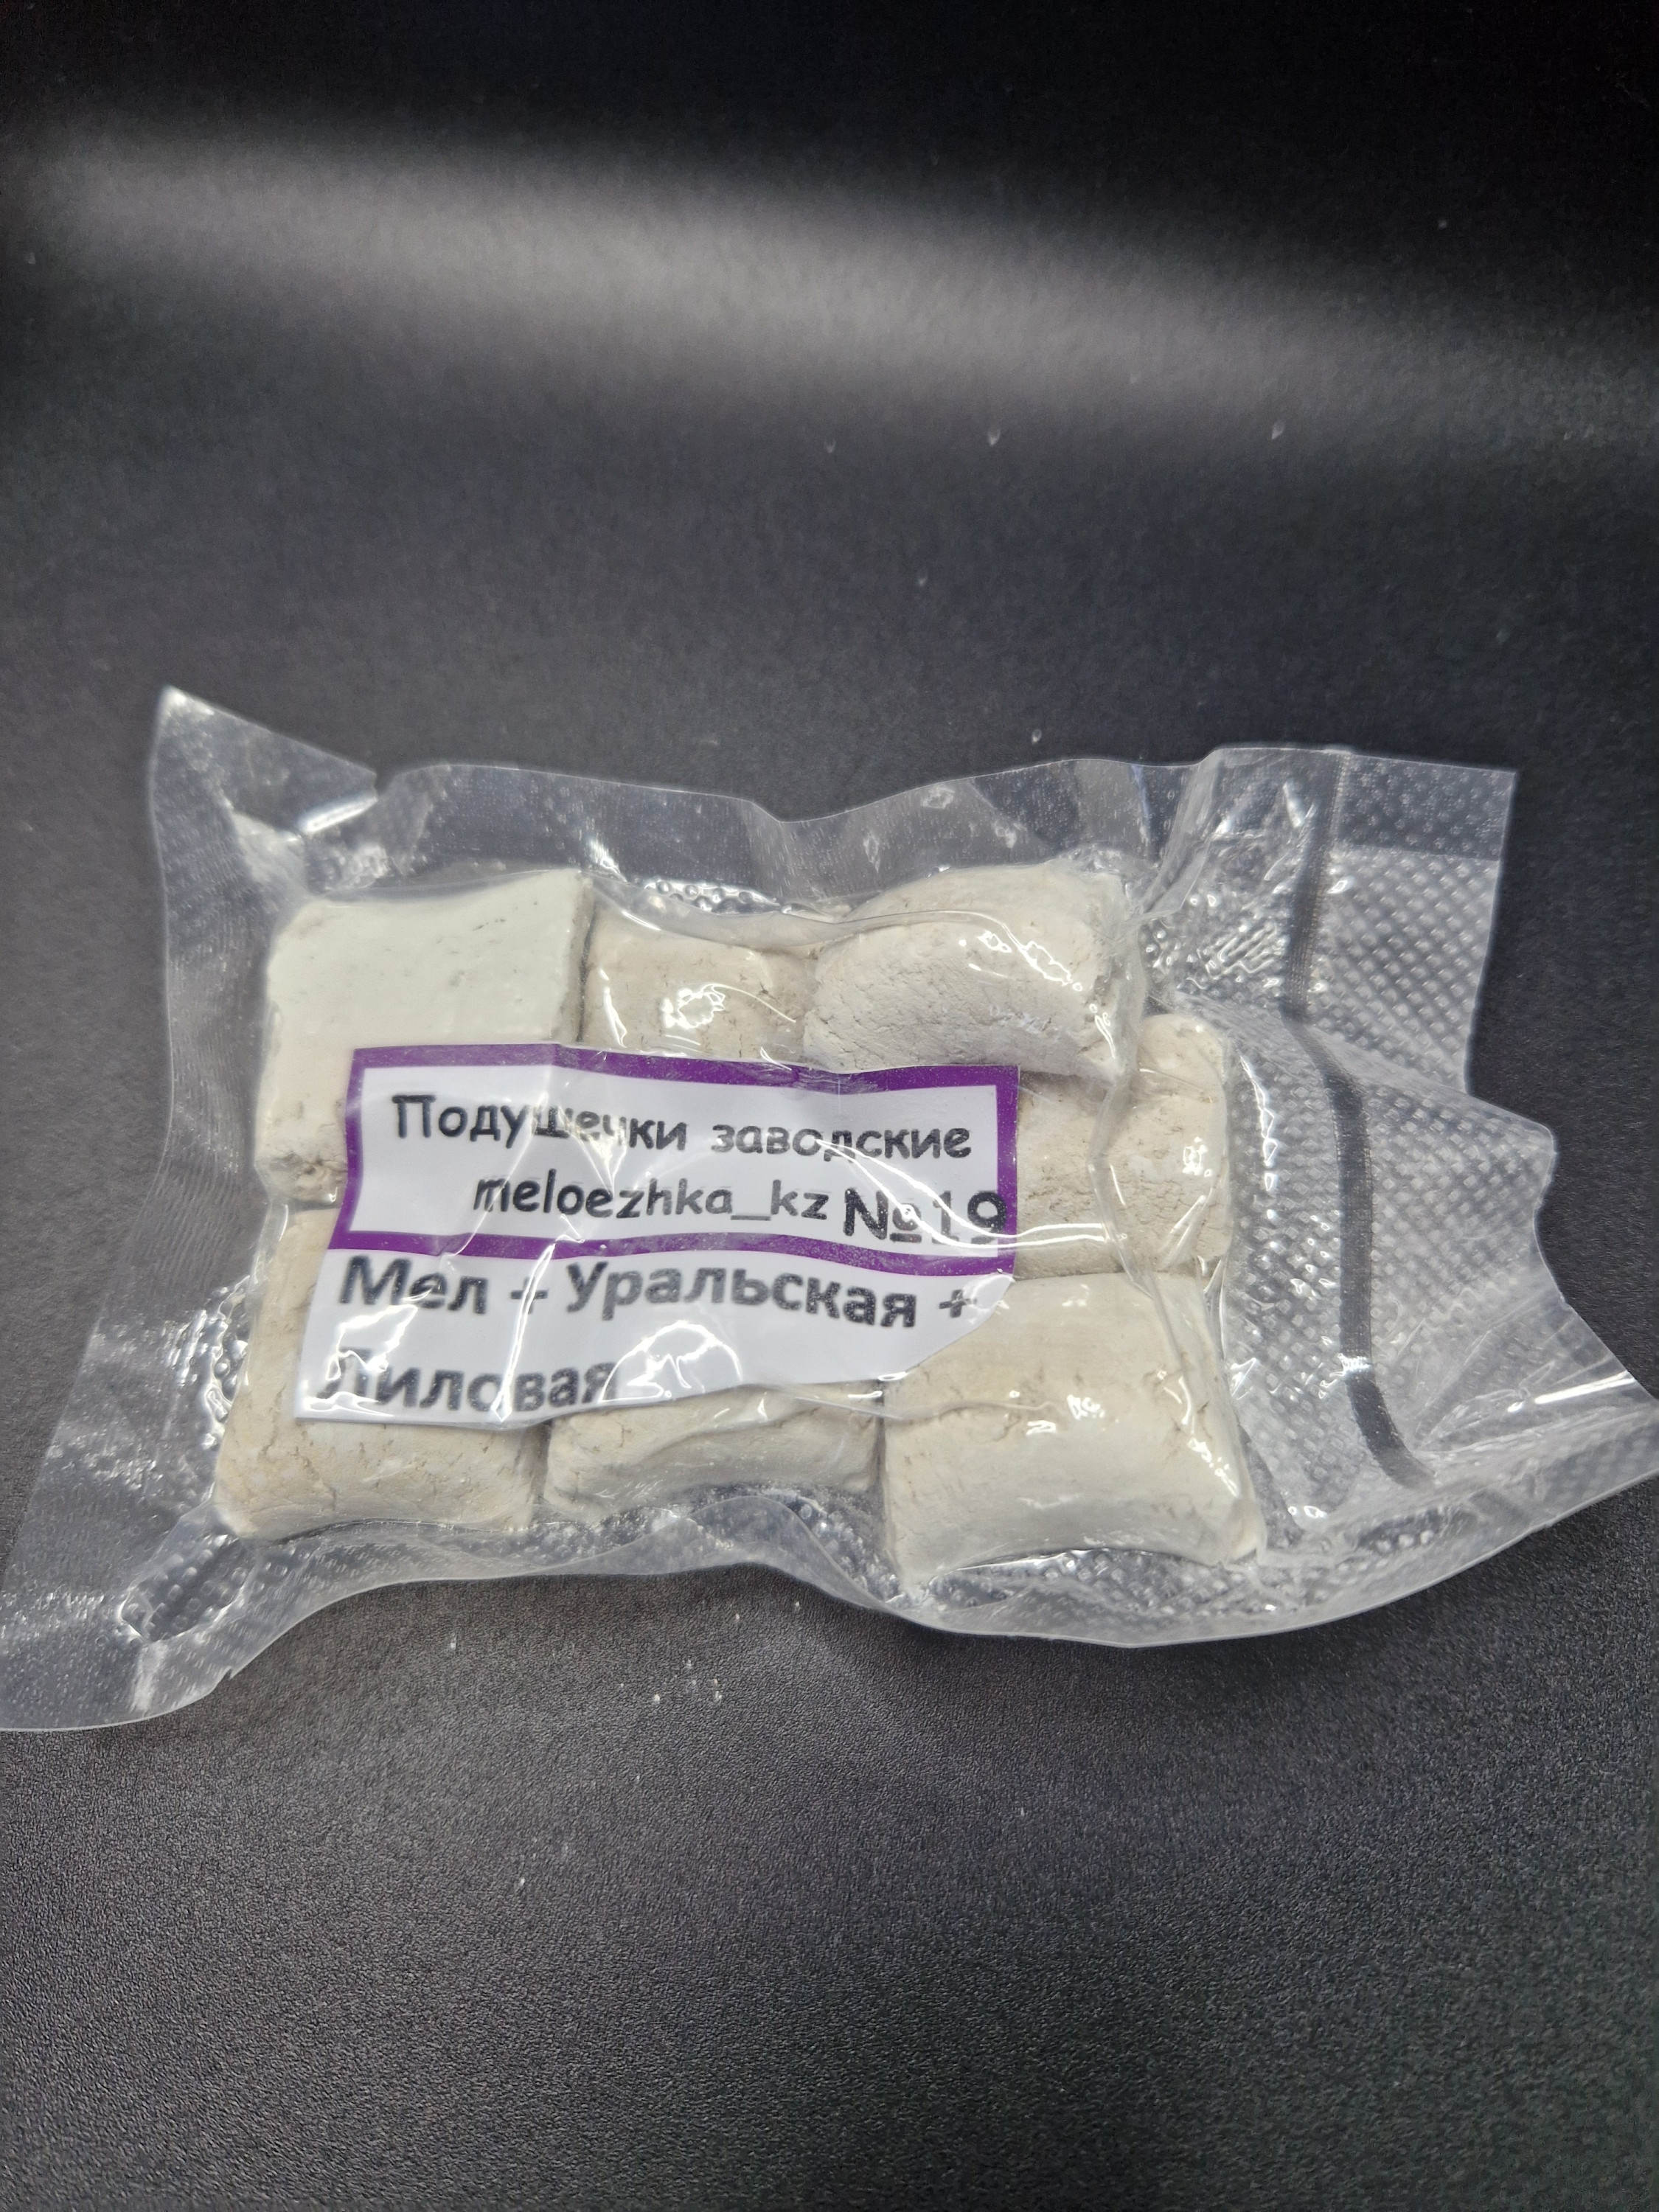 Подушечки заводские
meloezhka_kz №19
Мел + Уральская +
Лиловая